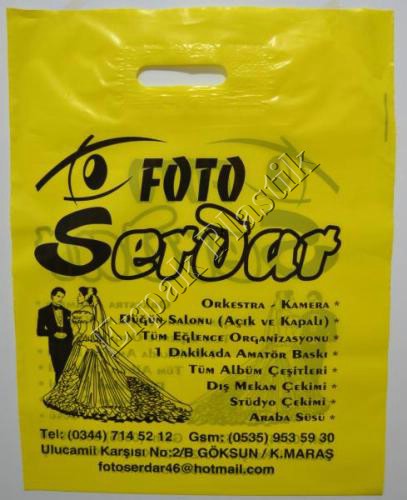 FOTO
Serdar
Orkestra - Kamera *
Düğün Salonu (Açık ve Kapalı) *
Tüm Eğlence Organizasyonu *
1 Dakikada Amatör Baskı *
Tüm Albüm Çeşitleri *
Dış Mekan Çekimi *
Stüdyo Çekimi *
Araba Süsü *
Tel: (0344) 714 52 12 Gsm: (0535) 953 59 30
Ulucamii Karşısı No:2/B GÖKSUN / K.MARAŞ
fotoserdar46@hotmail.com